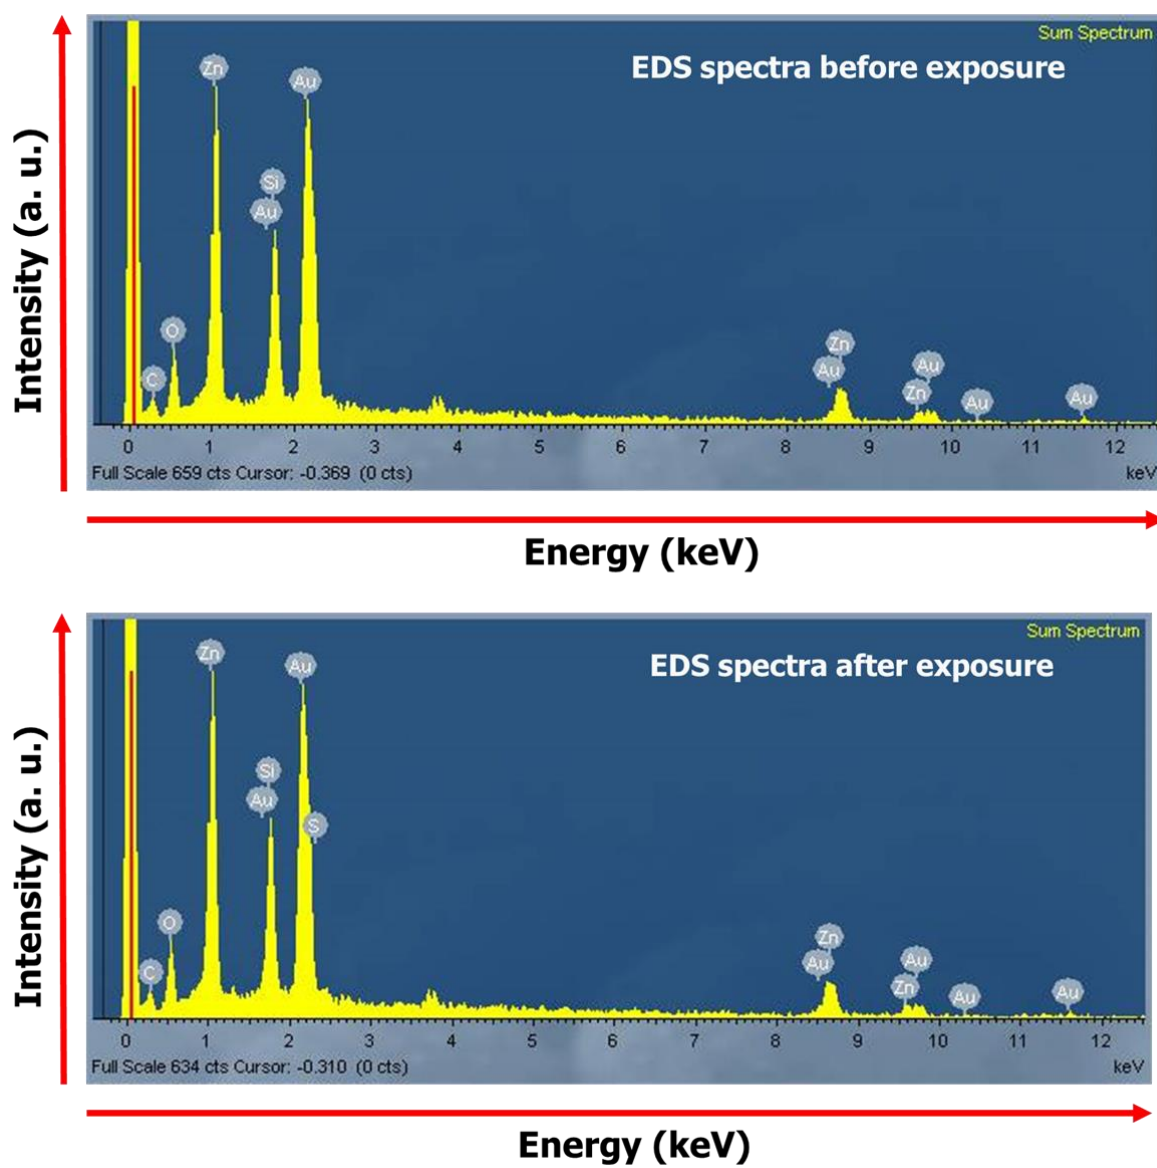 Sum Spectrum
EDS spectra before exposure
Zn
Au
Si
Au
O
C
Zn
Au
Au
Zn
Au
Au
0 1 2 3 4 5 6 7 8 9 10 11 12
Full Scale 659 cts Cursor: -0.369 (0 cts) keV
Intensity (a. u.)
Energy (keV)
Sum Spectrum
EDS spectra after exposure
Zn
Au
Si
Au
S
O
C
Zn
Au
Au
Zn
Au
Au
0 1 2 3 4 5 6 7 8 9 10 11 12
Full Scale 634 cts Cursor: -0.310 (0 cts) keV
Intensity (a. u.)
Energy (keV)